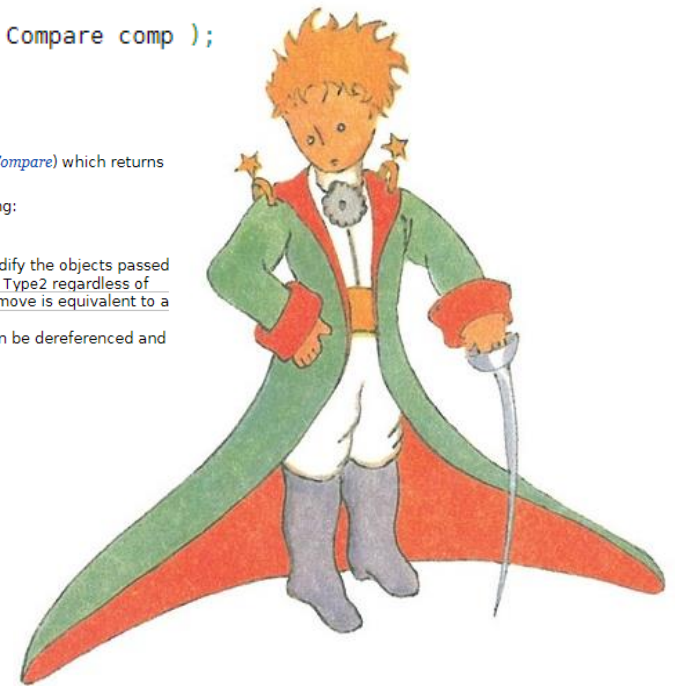 Compare comp );
ompare) which returns
g:
dify the objects passed
Type2 regardless of
move is equivalent to a
n be dereferenced and